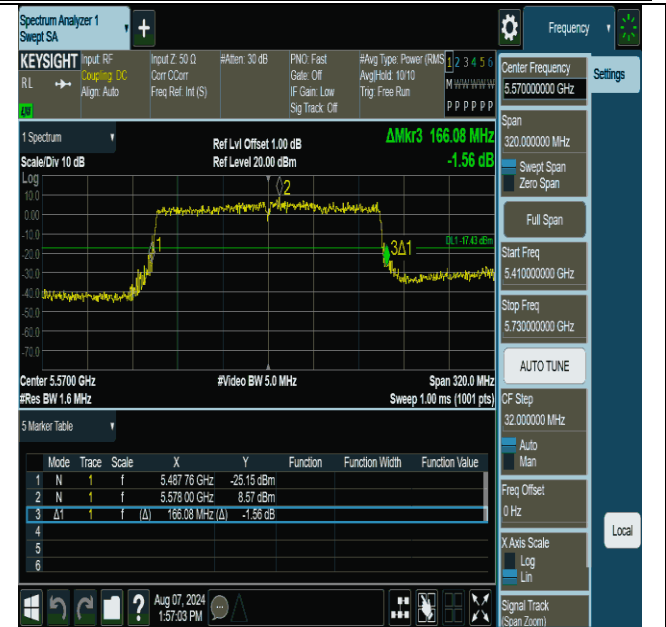 Spectrum Analyzer 1
Swept SA
+
Frequency
KEYSIGHT Input: RF Input Z: 50 Ω #Atten: 30 dB PNO: Fast #Avg Type: Power (RMS 1 2 3 4 5 6
RL Coupling: DC Corr CCorr Gate: Off Avg|Hold: 10/10 M W W W W W
Align: Auto Freq Ref: Int (S) IF Gain: Low Trig: Free Run
Sig Track: Off P P P P P P
Center Frequency
5.570000000 GHz
Settings
Span
320.000000 MHz
Swept Span
Zero Span
Full Span
Start Freq
5.410000000 GHz
Stop Freq
5.730000000 GHz
AUTO TUNE
CF Step
32.000000 MHz
Auto
Man
Freq Offset
0 Hz
X Axis Scale
Log
Lin
Signal Track
(Span Zoom)
Local
1 Spectrum
Ref Lvl Offset 1.00 dB ΔMkr3 166.08 MHz
Scale/Div 10 dB Ref Level 20.00 dBm -1.56 dB
Log
10.0
0.00
-10.0
-20.0
-30.0
-40.0
-50.0
-60.0
-70.0
2
1
3Δ1
DL1 -17.43 dBm
Center 5.5700 GHz #Video BW 5.0 MHz Span 320.0 MHz
#Res BW 1.6 MHz Sweep 1.00 ms (1001 pts)
5 Marker Table
Mode Trace Scale X Y Function Function Width Function Value
1 N 1 f 5.487 76 GHz -25.15 dBm
2 N 1 f 5.578 00 GHz 8.57 dBm
3 Δ1 1 f (Δ) 166.08 MHz (Δ) -1.56 dB
4
5
6
?
Aug 07, 2024
1:57:03 PM